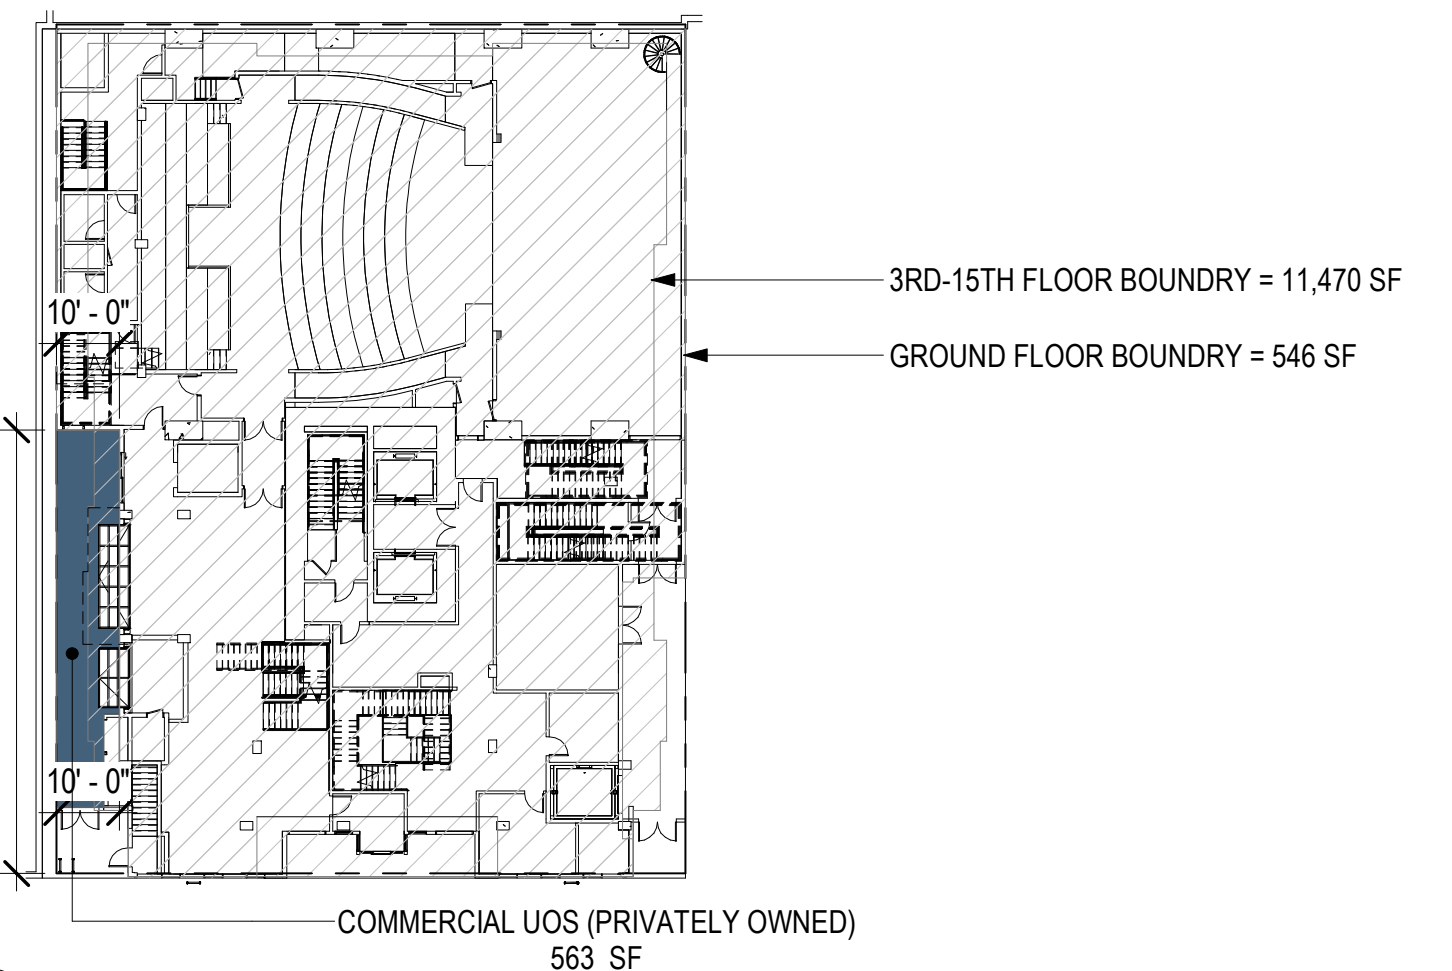 10' - 0"
3RD-15TH FLOOR BOUNDRY = 11,470 SF
GROUND FLOOR BOUNDRY = 546 SF
10' - 0"
COMMERCIAL UOS (PRIVATELY OWNED)
563 SF